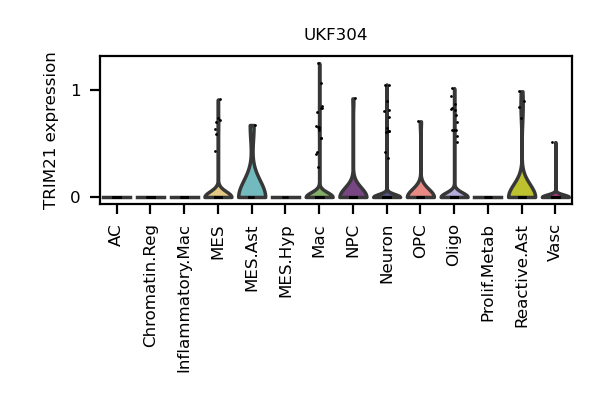 UKF304
TRIM21 expression
1
0
AC
Chromatin.Reg
Inflammatory.Mac
MES
MES.Ast
MES.Hyp
Mac
NPC
Neuron
OPC
Oligo
Prolif.Metab
Reactive.Ast
Vasc